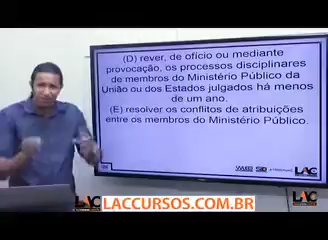 (D) rever, de ofício ou mediante
provocação, os processos disciplinares
de membros do Ministério Público da
União ou dos Estados julgados há menos
de um ano.
(E) resolver os conflitos de atribuições
entre os membros do Ministério Público.
LAC
LAC
LACCURSOS.COM.BR
LAC